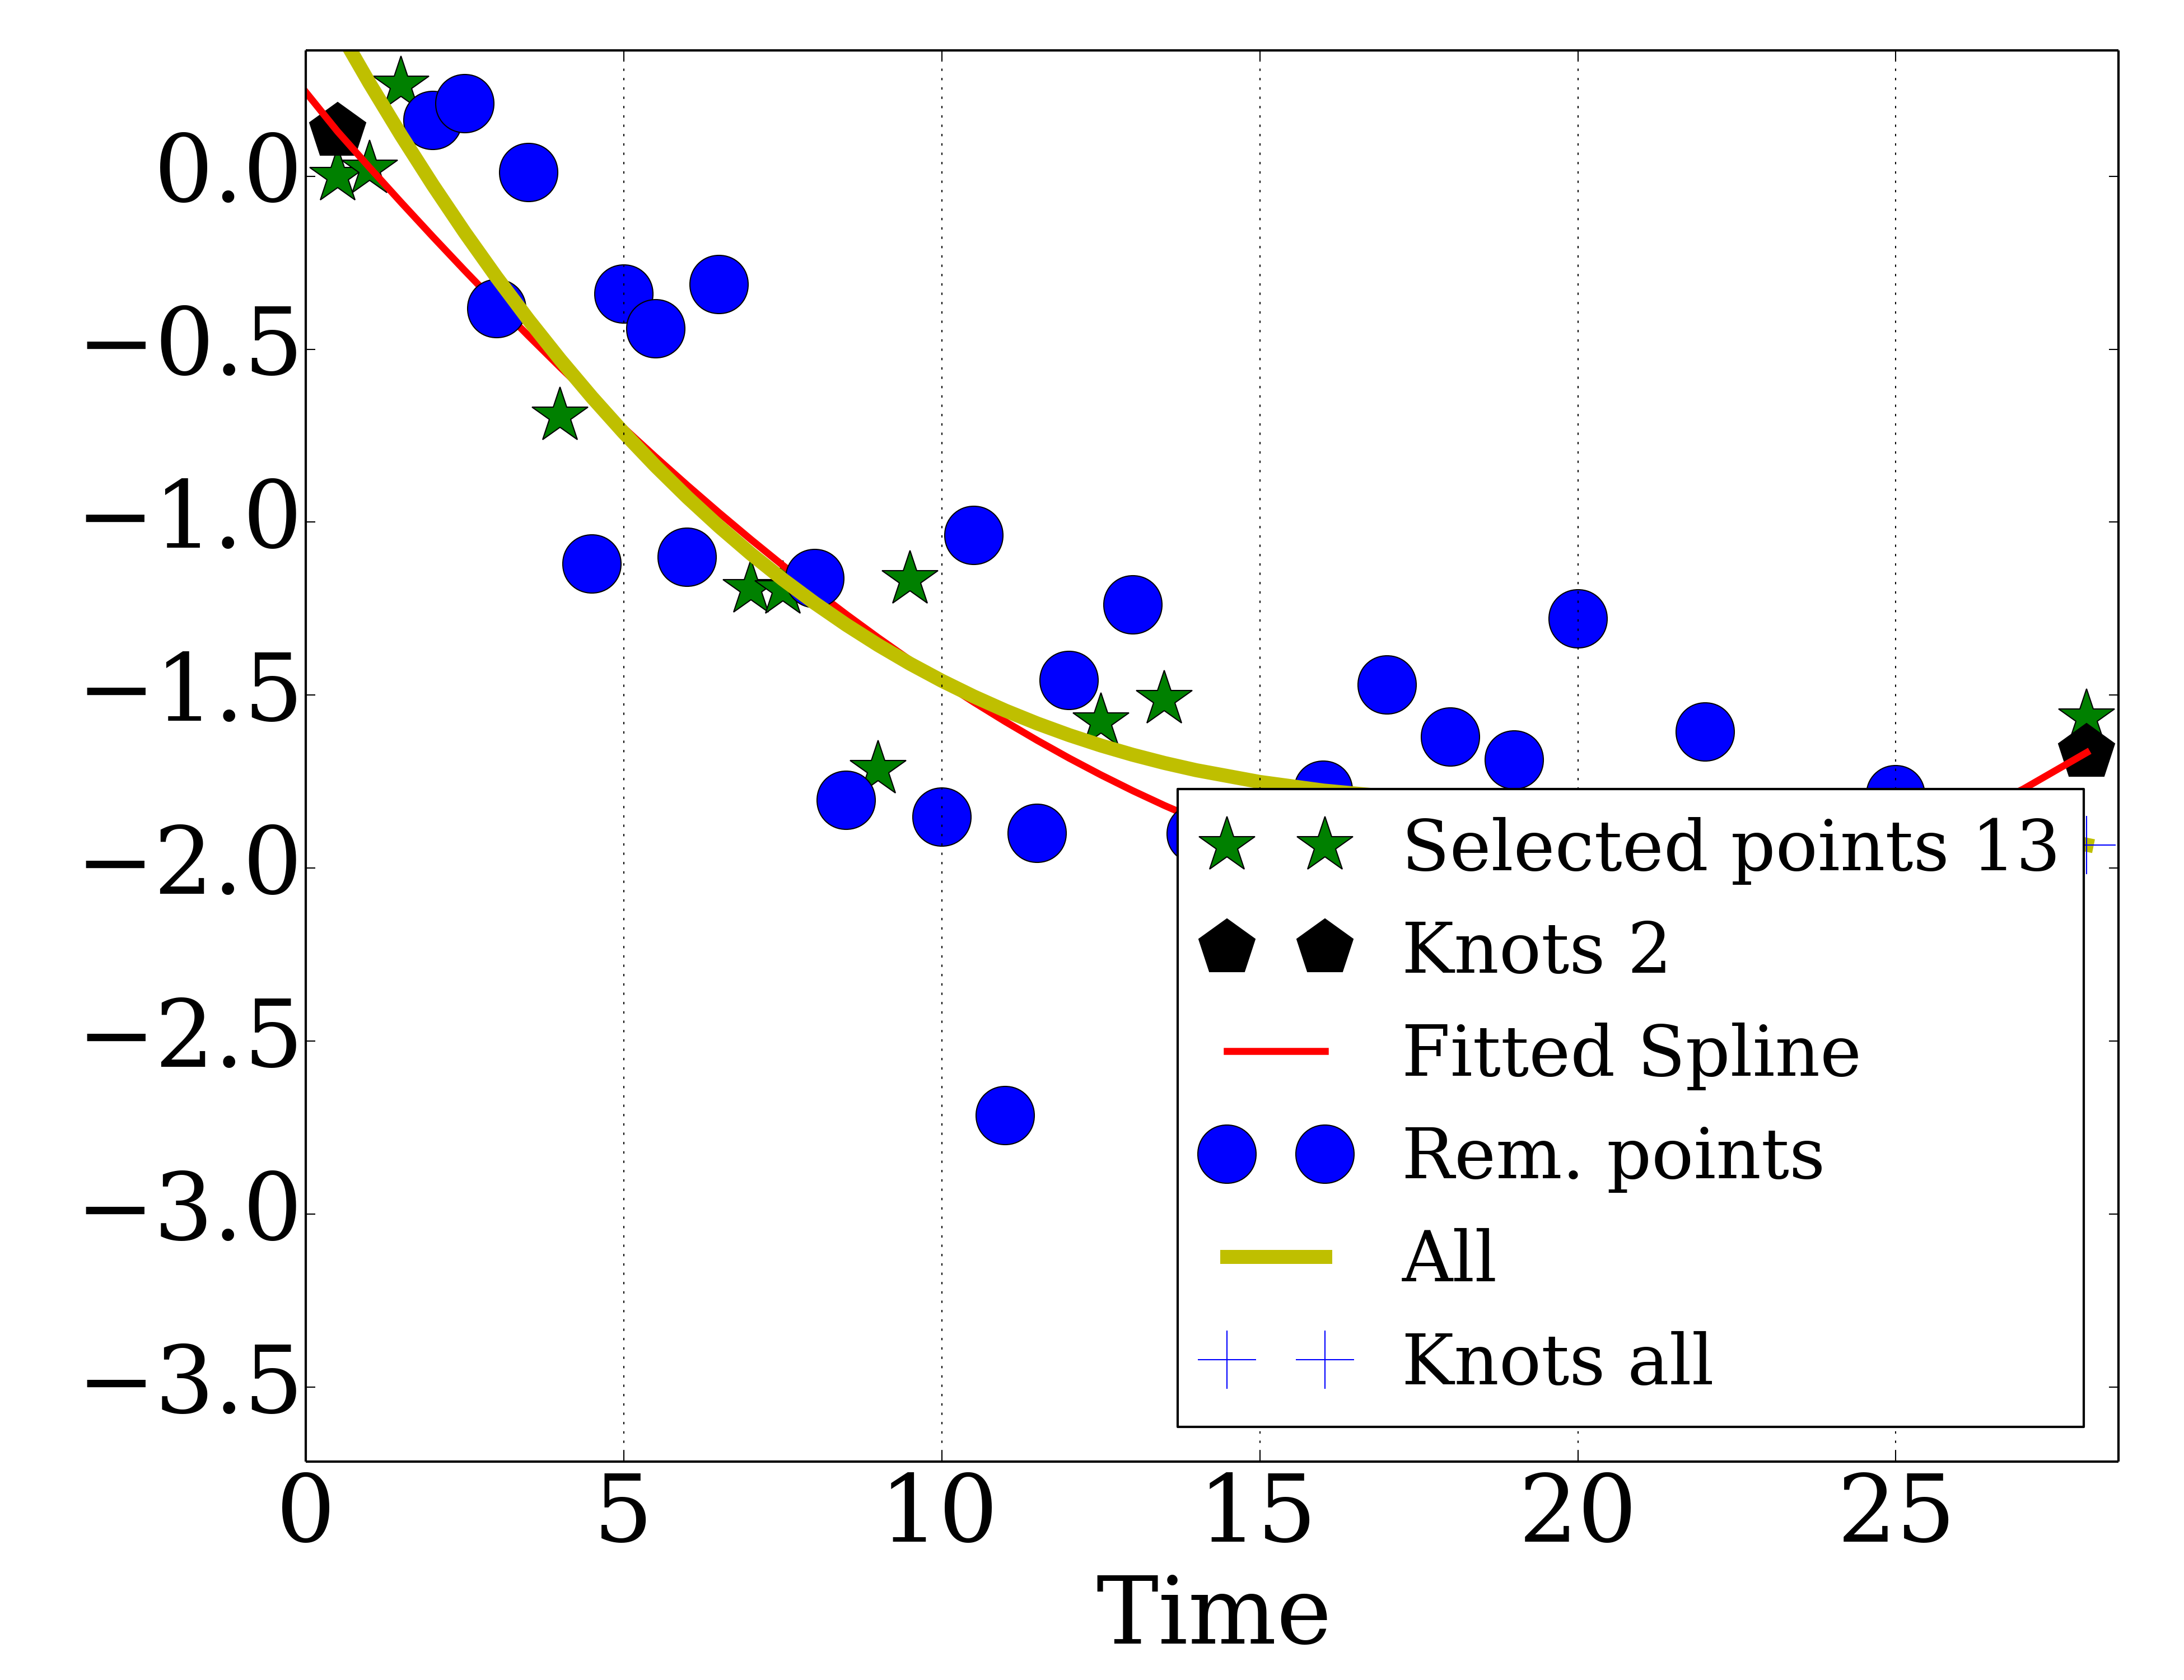 0.0
−0.5
−1.0
−1.5
−2.0
−2.5
−3.0
−3.5
Selected points 13
Knots 2
Fitted Spline
Rem. points
All
Knots all
0 5 10 15 20 25
Time